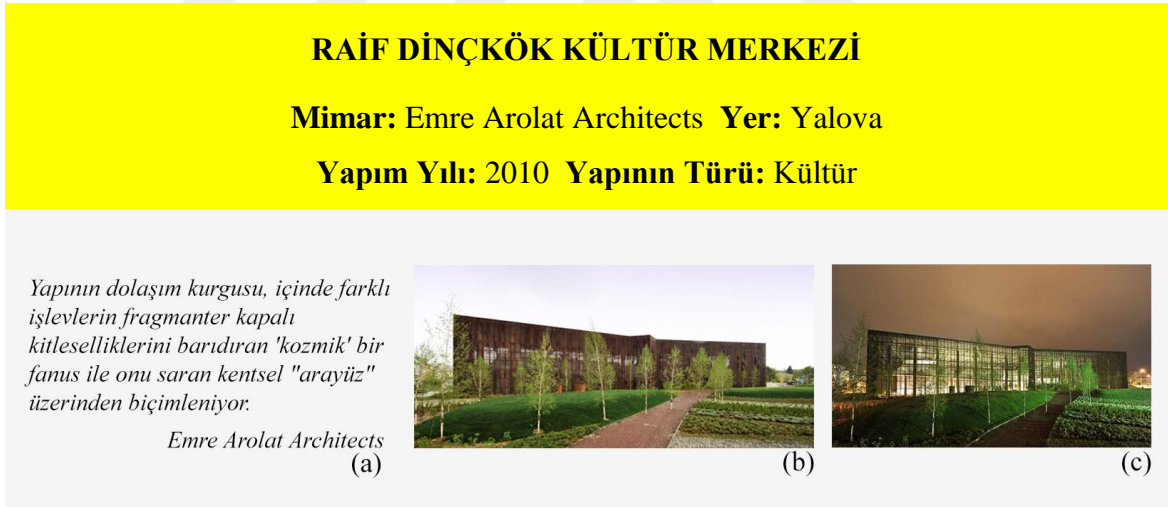 RAİF DİNÇKÖK KÜLTÜR MERKEZİ
Mimar: Emre Arolat Architects Yer: Yalova
Yapım Yılı: 2010 Yapının Türü: Kültür
Yapının dolaşım kurgusu, içinde farklı
işlevlerin fragmanter kapalı
kitleselliklerini barıdıran 'kozmik' bir
fanus ile onu saran kentsel "arayüz"
üzerinden biçimleniyor.
Emre Arolat Architects
(a)
(b)
(c)